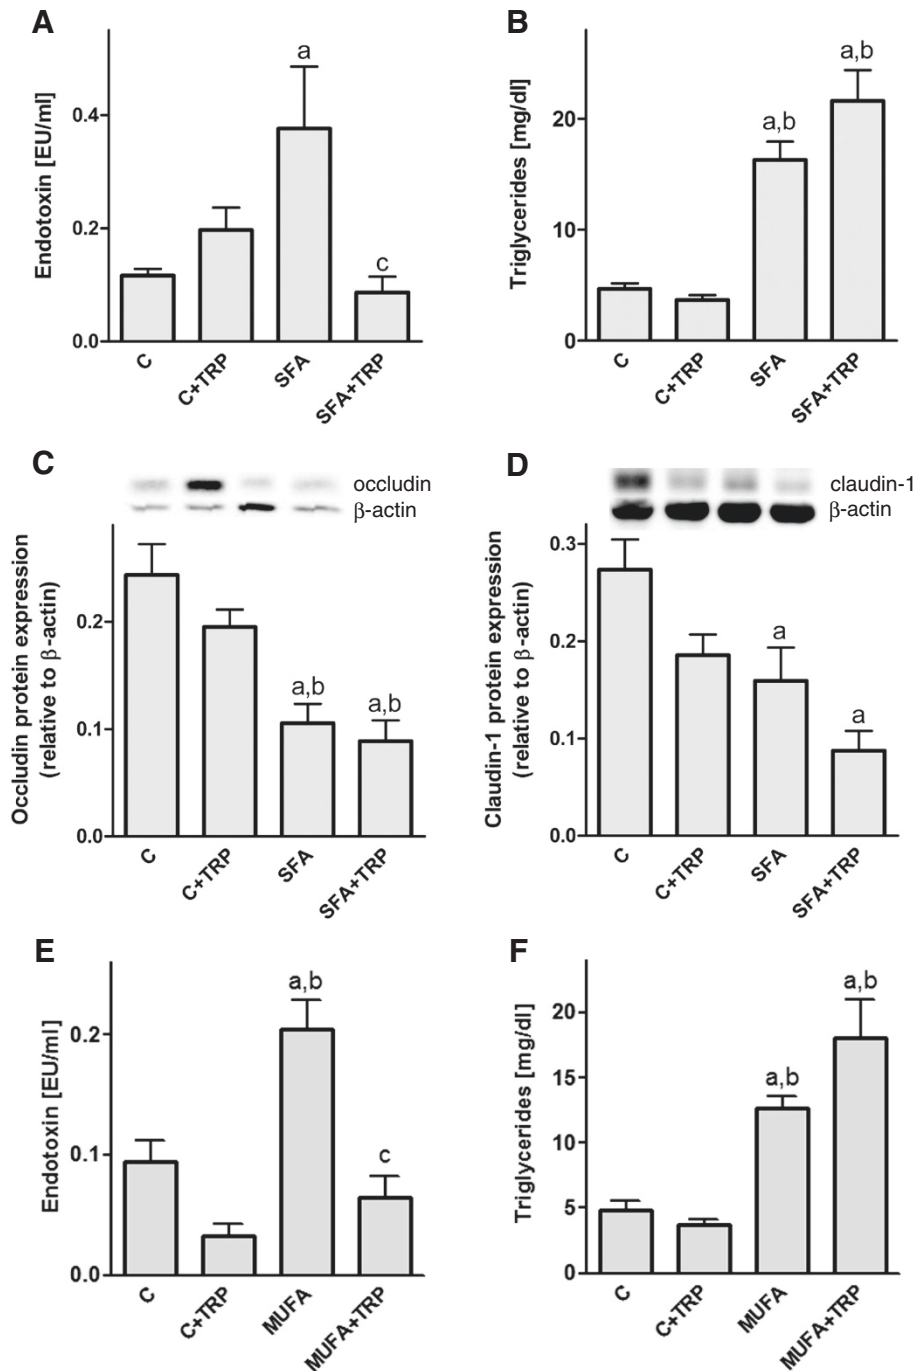 A
Endotoxin [EU/ml]
0.4
0.2
0.0
a
c
C
C+TRP
SFA
SFA+TRP
B
Triglycerides [mg/dl]
20
10
0
a,b
a,b
C
C+TRP
SFA
SFA+TRP
C
occludin
β-actin
Occludin protein expression
(relative to β-actin)
0.2
0.1
0.0
a,b
a,b
C
C+TRP
SFA
SFA+TRP
D
claudin-1
β-actin
Claudin-1 protein expression
(relative to β-actin)
0.3
0.2
0.1
0.0
a
a
C
C+TRP
SFA
SFA+TRP
E
Endotoxin [EU/ml]
0.2
0.1
0.0
a,b
c
C
C+TRP
MUFA
MUFA+TRP
F
Triglycerides [mg/dl]
20
15
10
5
0
a,b
a,b
C
C+TRP
MUFA
MUFA+TRP